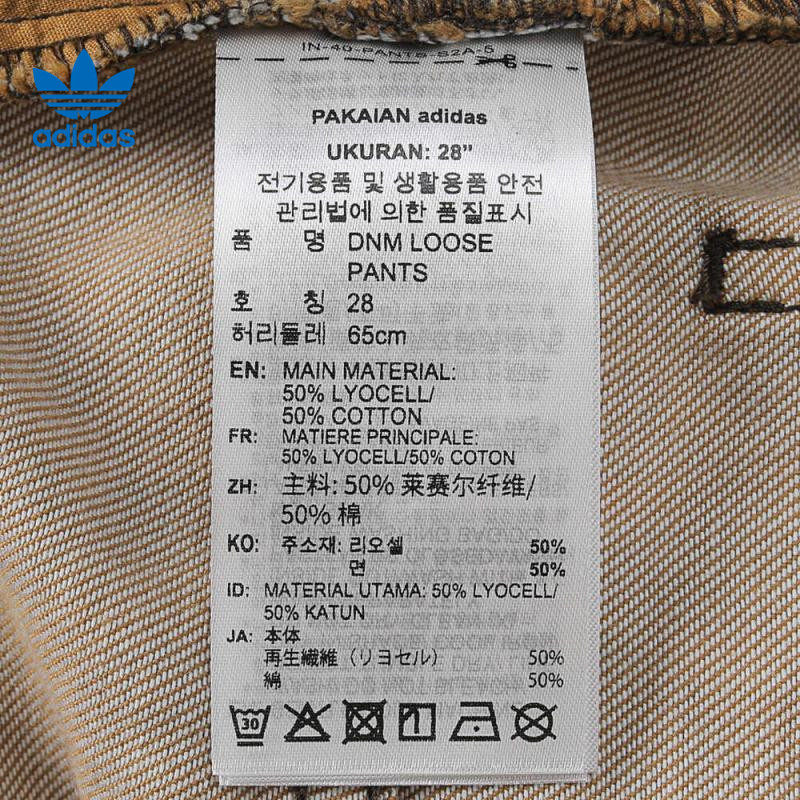 IN-40-PANTS-S2A-5
adidas
PAKAIAN adidas
UKURAN: 28"
전기용품 및 생활용품 안전
관리법에 의한 품질표시
품 명 DNM LOOSE
PANTS
호 칭 28
허리둘레 65cm
EN: MAIN MATERIAL:
50% LYOCELL/
50% COTTON
FR: MATIERE PRINCIPALE:
50% LYOCELL/50% COTON
ZH: 主料: 50% 莱赛尔纤维/
50% 棉
KO: 주소재: 리오셀 50%
면 50%
ID: MATERIAL UTAMA: 50% LYOCELL/
50% KATUN
JA: 本体
再生繊維（リヨセル） 50%
綿 50%
30